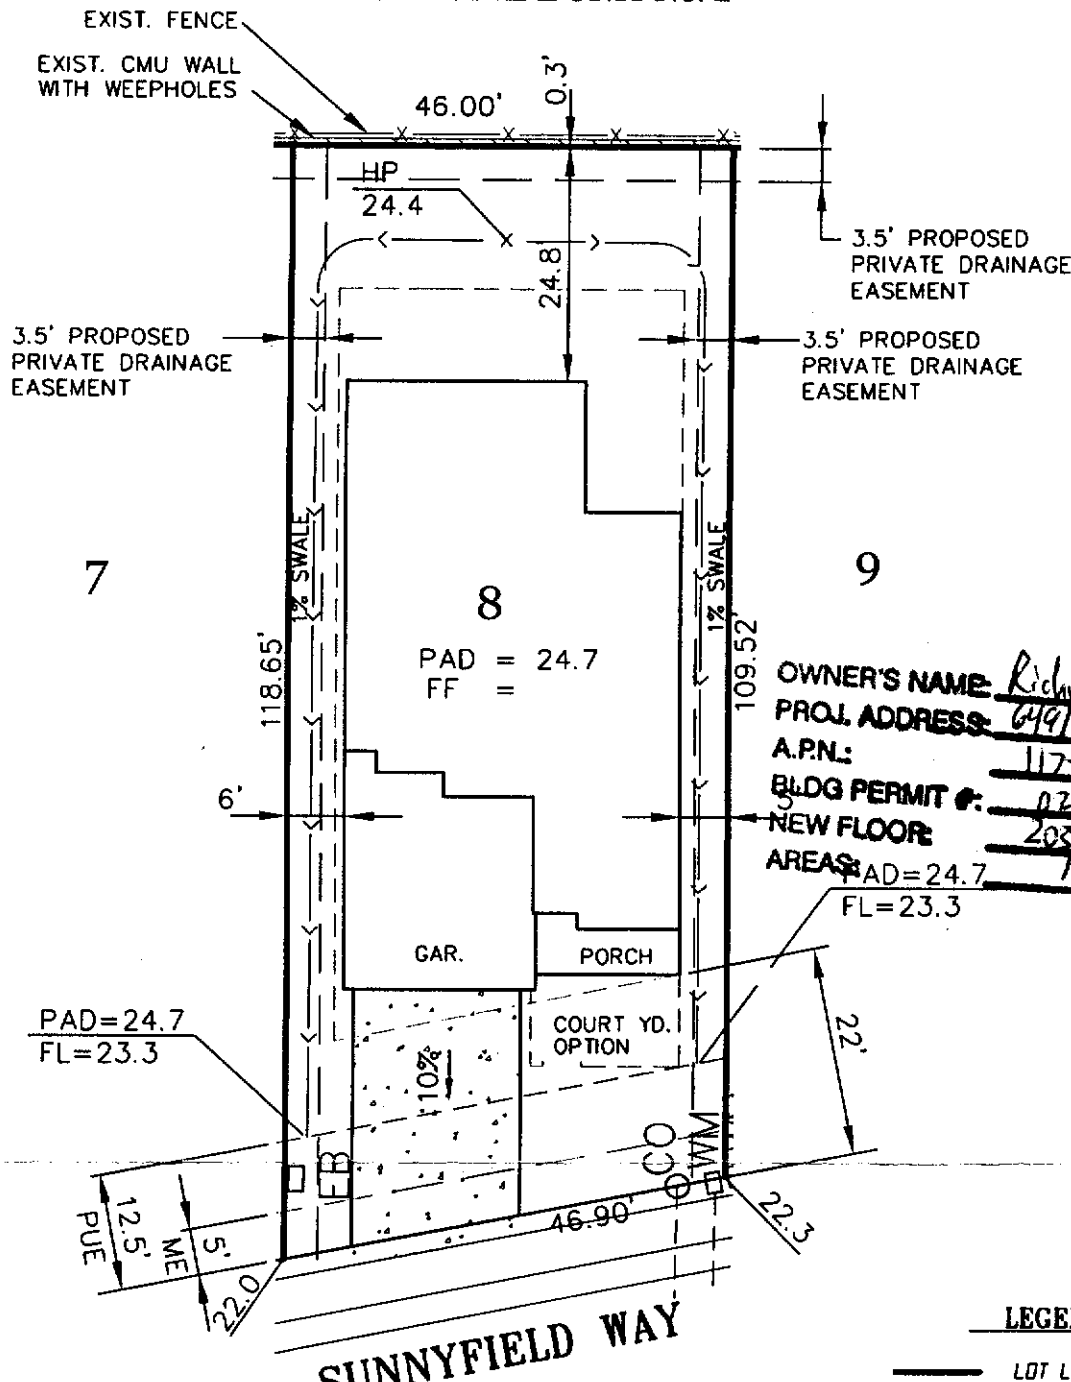 EXIST. FENCE
EXIST. CMU WALL
WITH WEEPHOLES
46.00'
0.3'
HP
24.4
24.8
3.5' PROPOSED
PRIVATE DRAINAGE
EASEMENT
3.5' PROPOSED
PRIVATE DRAINAGE
EASEMENT
3.5' PROPOSED
PRIVATE DRAINAGE
EASEMENT
1% SWALE
1% SWALE
7
8
9
PAD = 24.7
FF =
118.65'
109.52'
OWNER'S NAME:
PROJ. ADDRESS: 6491
A.P.N.: 117-
BLDG PERMIT #: 02
NEW FLOOR: 203
AREAS:
6'
5'
PAD=24.7
FL=23.3
GAR.
PORCH
COURT YD.
OPTION
PAD=24.7
FL=23.3
10%
22'
EB
CO
WM
12.5'
PUE
5'
ME
46.90'
22.0
22.3
SUNNYFIELD WAY
LOT L